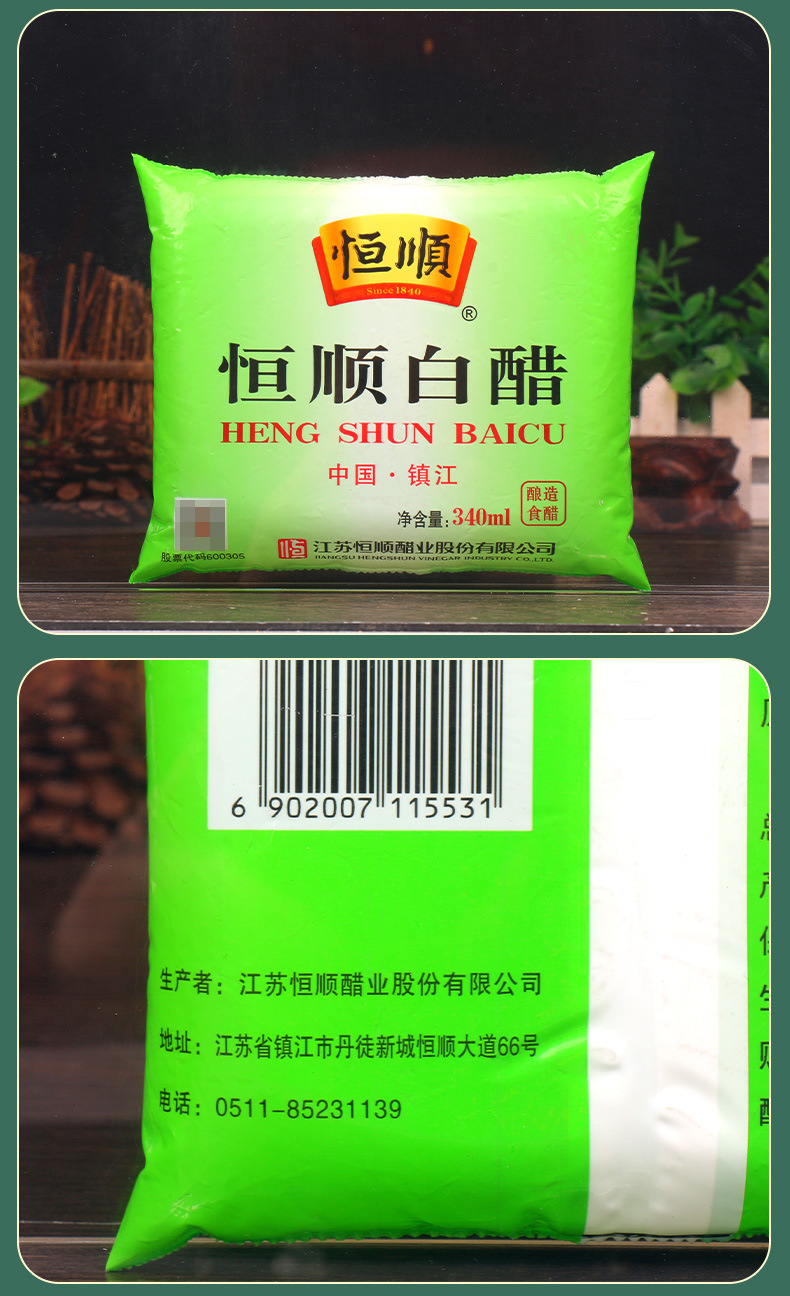 恒順
Since 1840
®
恒顺白醋
HENG SHUN BAICU
中国·镇江
净含量:340ml
酿造
食醋
股票代码600305
恒 江苏恒顺醋业股份有限公司
JIANGSU HENGSHUN VINEGAR INDUSTRY CO.,LTD.
6 902007 115531
生产者:江苏恒顺醋业股份有限公司
地址:江苏省镇江市丹徒新城恒顺大道66号
电话:0511-85231139